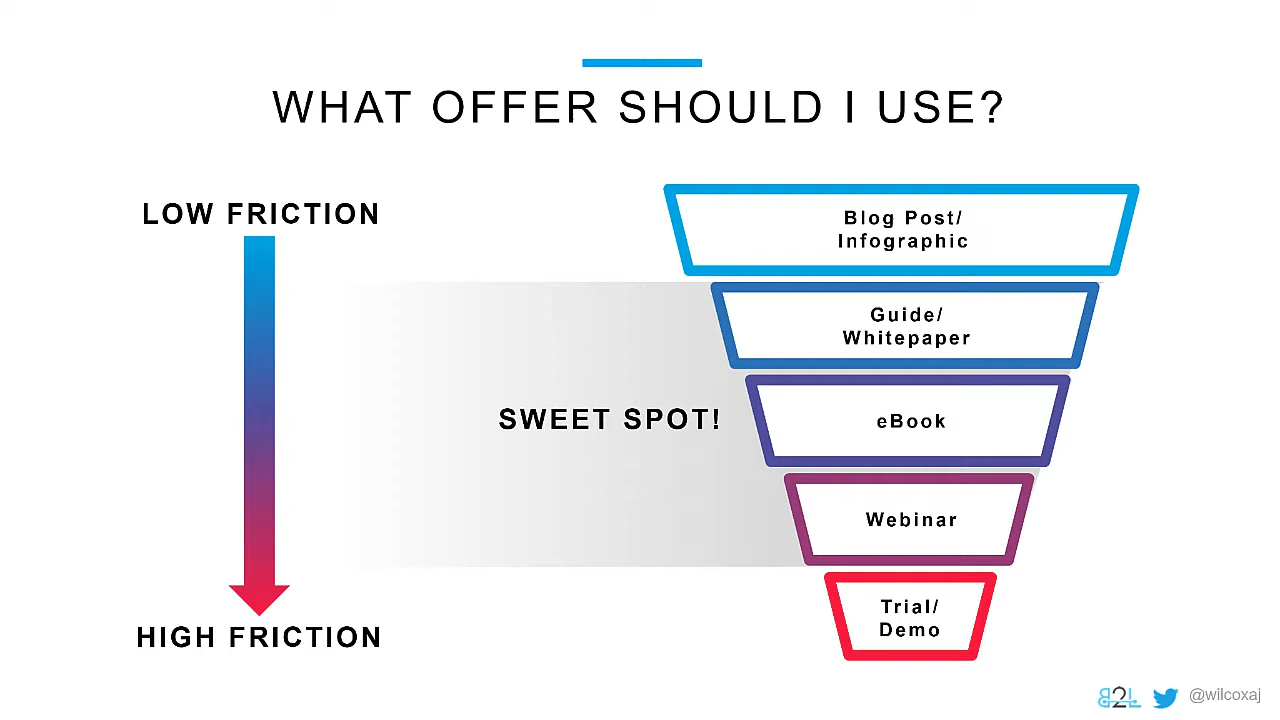 WHAT OFFER SHOULD I USE?
LOW FRICTION
Blog Post/
Infographic
Guide/
Whitepaper
SWEET SPOT!
eBook
Webinar
Trial/
Demo
HIGH FRICTION
B2L
@wilcoxaj